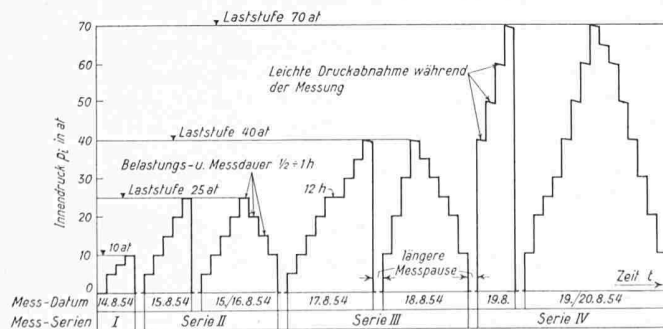 Laststufe 70 at
70
60
50
40
30
20
10
0
Innendruck pi in at
Leichte Druckabnahme während
der Messung
Laststufe 40 at
Belastungs- u. Messdauer ½ ÷ 1 h
Laststufe 25 at
12 h
10 at
längere
Messpause
Zeit t
Mess-Datum 14.8.54 15.8.54 15/16.8.54 17.8.54 18.8.54 19.8. 19./20.8.54
Mess-Serien I Serie II Serie III Serie IV